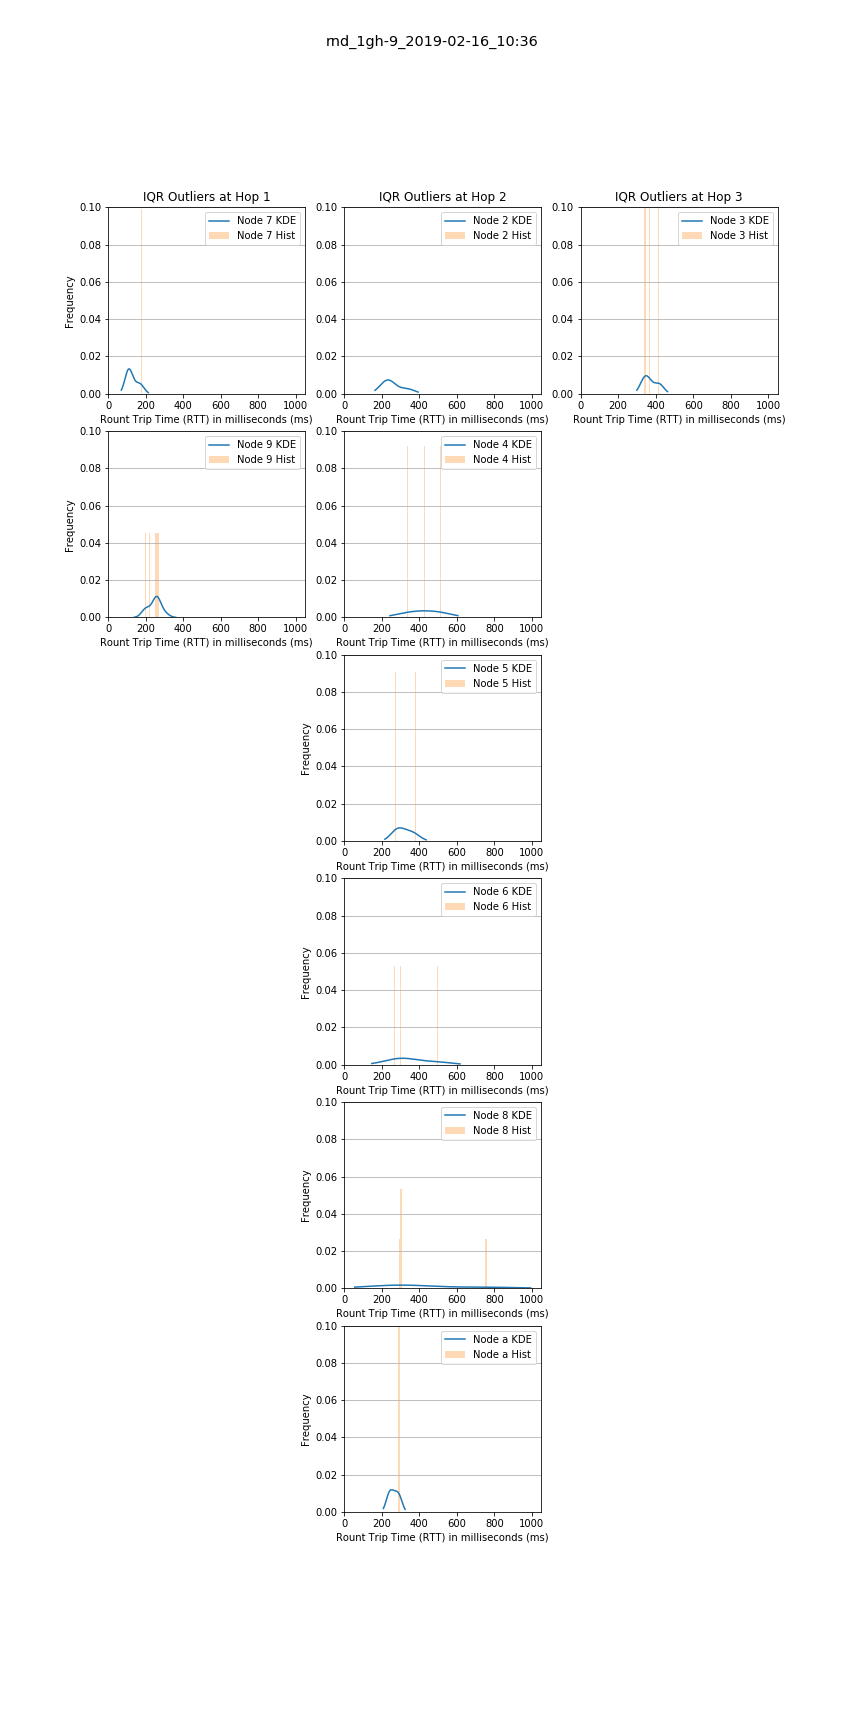 rnd_1gh-9_2019-02-16_10:36
IQR Outliers at Hop 1
Frequency
0.10
0.08
0.06
0.04
0.02
0.00
Node 7 KDE
Node 7 Hist
0 200 400 600 800 1000
Rount Trip Time (RTT) in milliseconds (ms)
IQR Outliers at Hop 2
0.10
0.08
0.06
0.04
0.02
0.00
Node 2 KDE
Node 2 Hist
0 200 400 600 800 1000
Rount Trip Time (RTT) in milliseconds (ms)
IQR Outliers at Hop 3
0.10
0.08
0.06
0.04
0.02
0.00
Node 3 KDE
Node 3 Hist
0 200 400 600 800 1000
Rount Trip Time (RTT) in milliseconds (ms)
Frequency
0.10
0.08
0.06
0.04
0.02
0.00
Node 9 KDE
Node 9 Hist
0 200 400 600 800 1000
Rount Trip Time (RTT) in milliseconds (ms)
0.10
0.08
0.06
0.04
0.02
0.00
Node 4 KDE
Node 4 Hist
0 200 400 600 800 1000
Rount Trip Time (RTT) in milliseconds (ms)
Frequency
0.10
0.08
0.06
0.04
0.02
0.00
Node 5 KDE
Node 5 Hist
0 200 400 600 800 1000
Rount Trip Time (RTT) in milliseconds (ms)
Frequency
0.10
0.08
0.06
0.04
0.02
0.00
Node 6 KDE
Node 6 Hist
0 200 400 600 800 1000
Rount Trip Time (RTT) in milliseconds (ms)
Frequency
0.10
0.08
0.06
0.04
0.02
0.00
Node 8 KDE
Node 8 Hist
0 200 400 600 800 1000
Rount Trip Time (RTT) in milliseconds (ms)
Frequency
0.10
0.08
0.06
0.04
0.02
0.00
Node a KDE
Node a Hist
0 200 400 600 800 1000
Rount Trip Time (RTT) in milliseconds (ms)